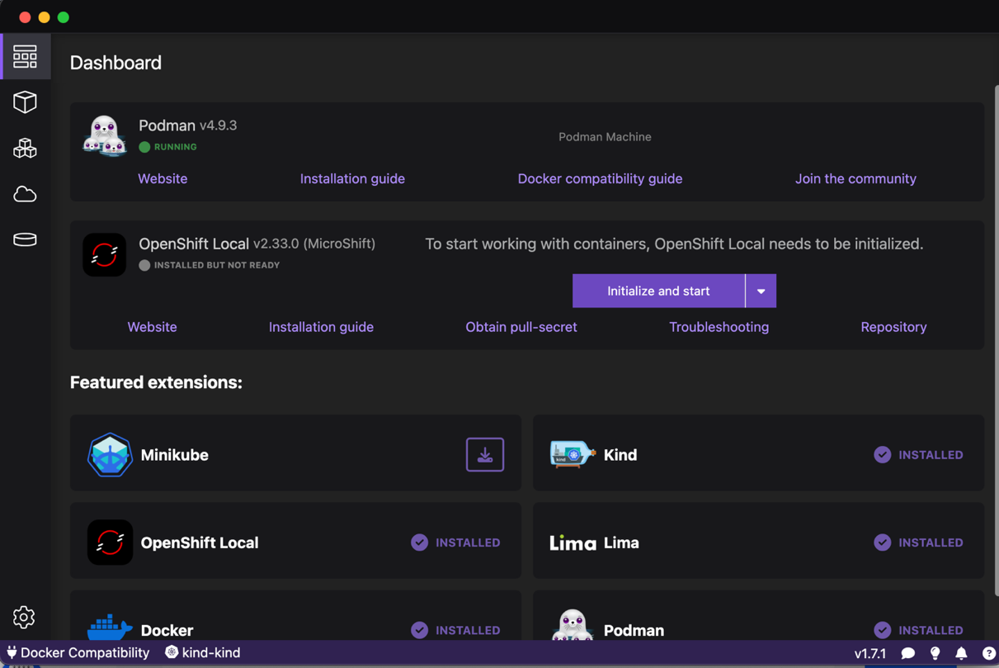 Dashboard
Podman v4.9.3
RUNNING
Podman Machine
Website Installation guide Docker compatibility guide Join the community
OpenShift Local v2.33.0 (MicroShift)
INSTALLED BUT NOT READY
To start working with containers, OpenShift Local needs to be initialized.
Initialize and start
Website Installation guide Obtain pull-secret Troubleshooting Repository
Featured extensions:
Minikube
kind
Kind INSTALLED
OpenShift Local INSTALLED
Lima Lima INSTALLED
Docker INSTALLED
Podman INSTALLED
Docker Compatibility kind-kind v1.7.1